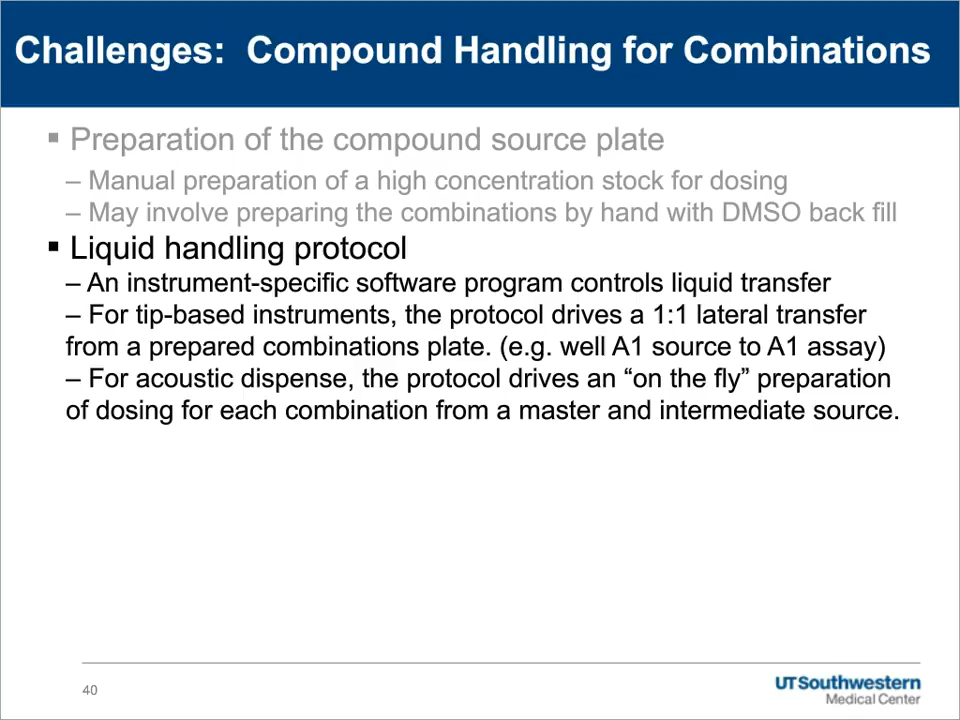 Challenges:  Compound Handling for Combinations
▪ Preparation of the compound source plate
– Manual preparation of a high concentration stock for dosing
– May involve preparing the combinations by hand with DMSO back fill
▪ Liquid handling protocol
– An instrument-specific software program controls liquid transfer
– For tip-based instruments, the protocol drives a 1:1 lateral transfer
from a prepared combinations plate. (e.g. well A1 source to A1 assay)
– For acoustic dispense, the protocol drives an “on the fly” preparation
of dosing for each combination from a master and intermediate source.
40
UT Southwestern
Medical Center